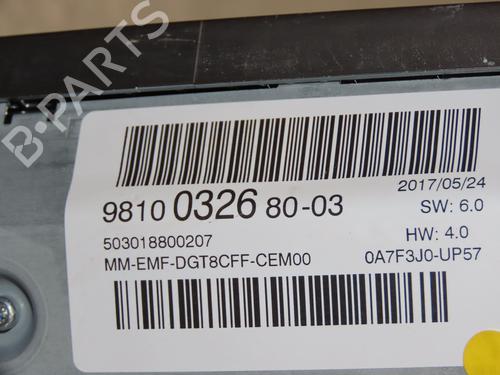 B-PARTS
2017/05/24
9810 0326 80-03
SW: 6.0
503018800207
HW: 4.0
MM-EMF-DGT8CFF-CEM00
0A7F3J0-UP57